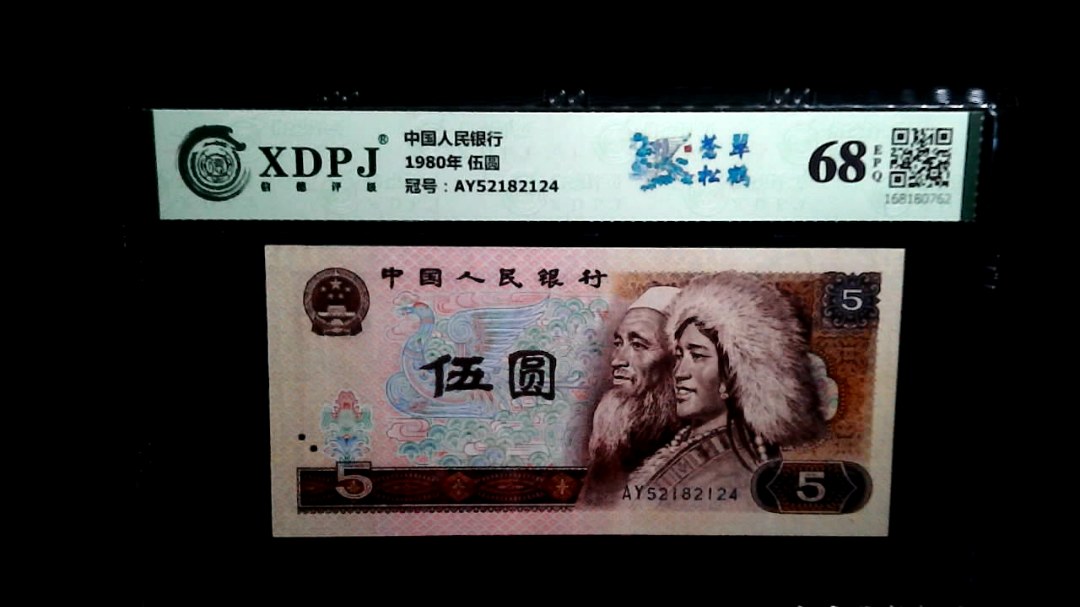 XDPJ®
信德评级
中国人民银行
1980年 伍圆
冠号：AY52182124
苍翠
松鹤
68
EPQ
168180762
中国人民银行
5
伍圆
5
AY52182124
5